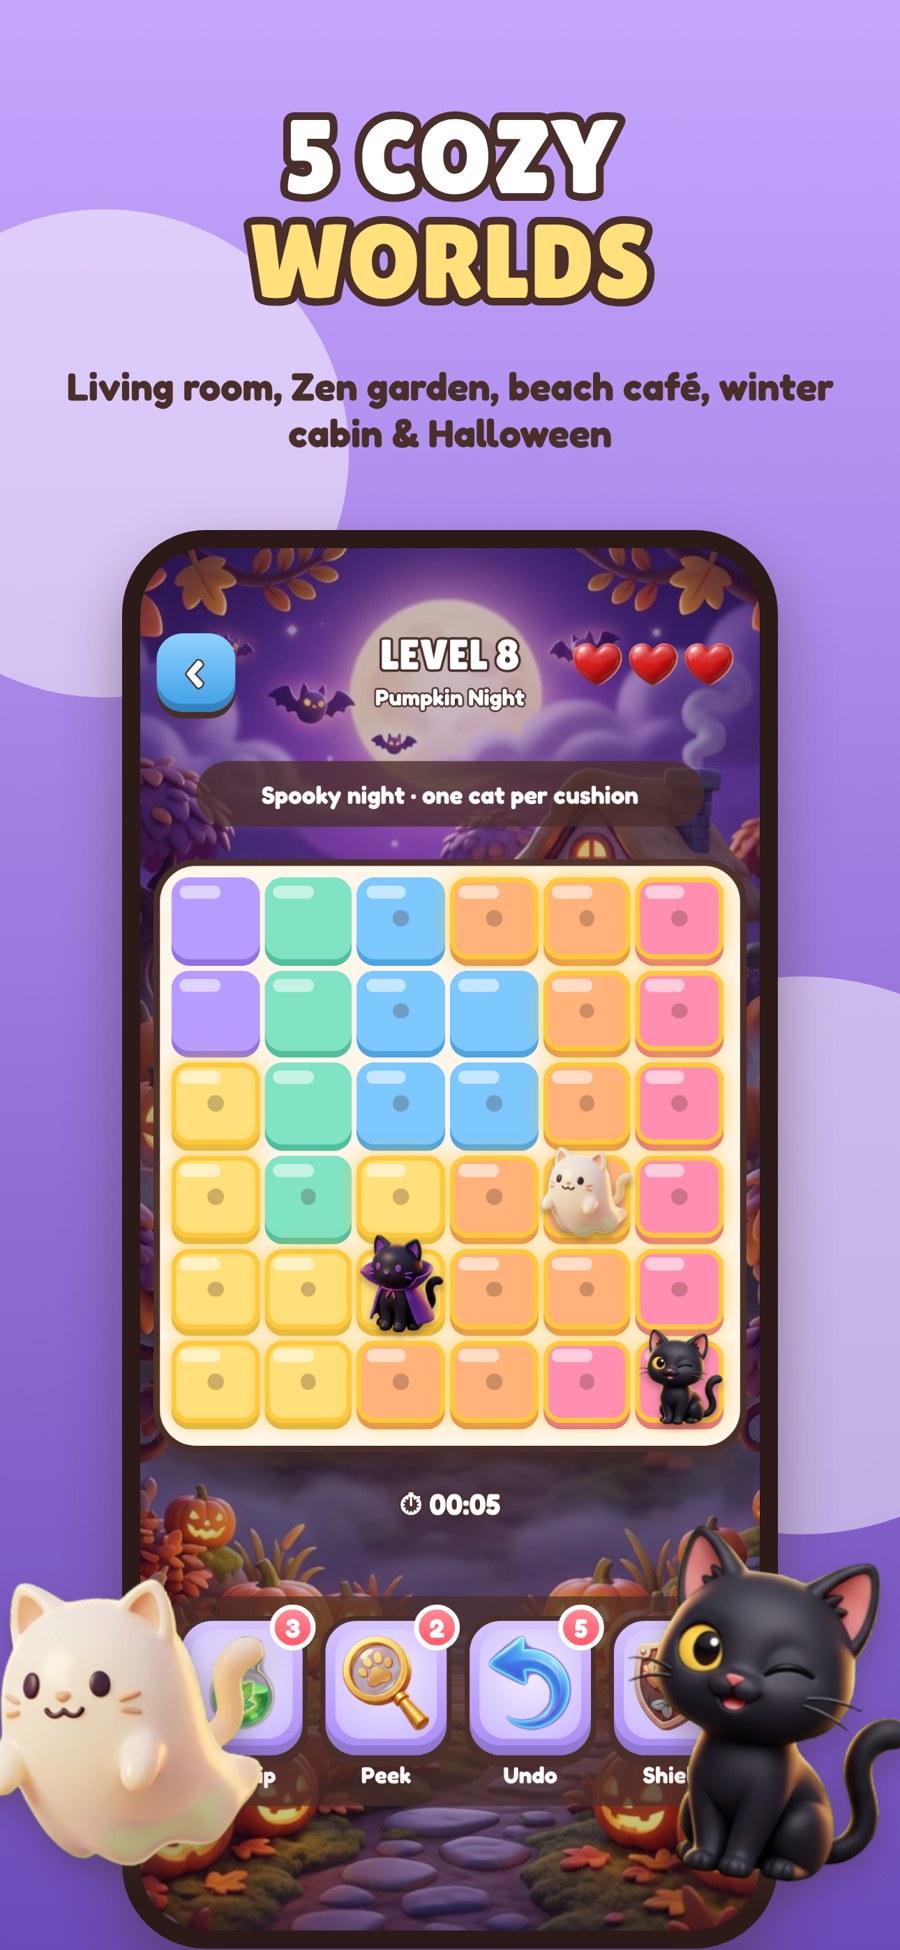 5 COZY
WORLDS
Living room, Zen garden, beach café, winter
cabin & Halloween
LEVEL 8
Pumpkin Night
Spooky night · one cat per cushion
00:05
3
2
5
Peek
Undo